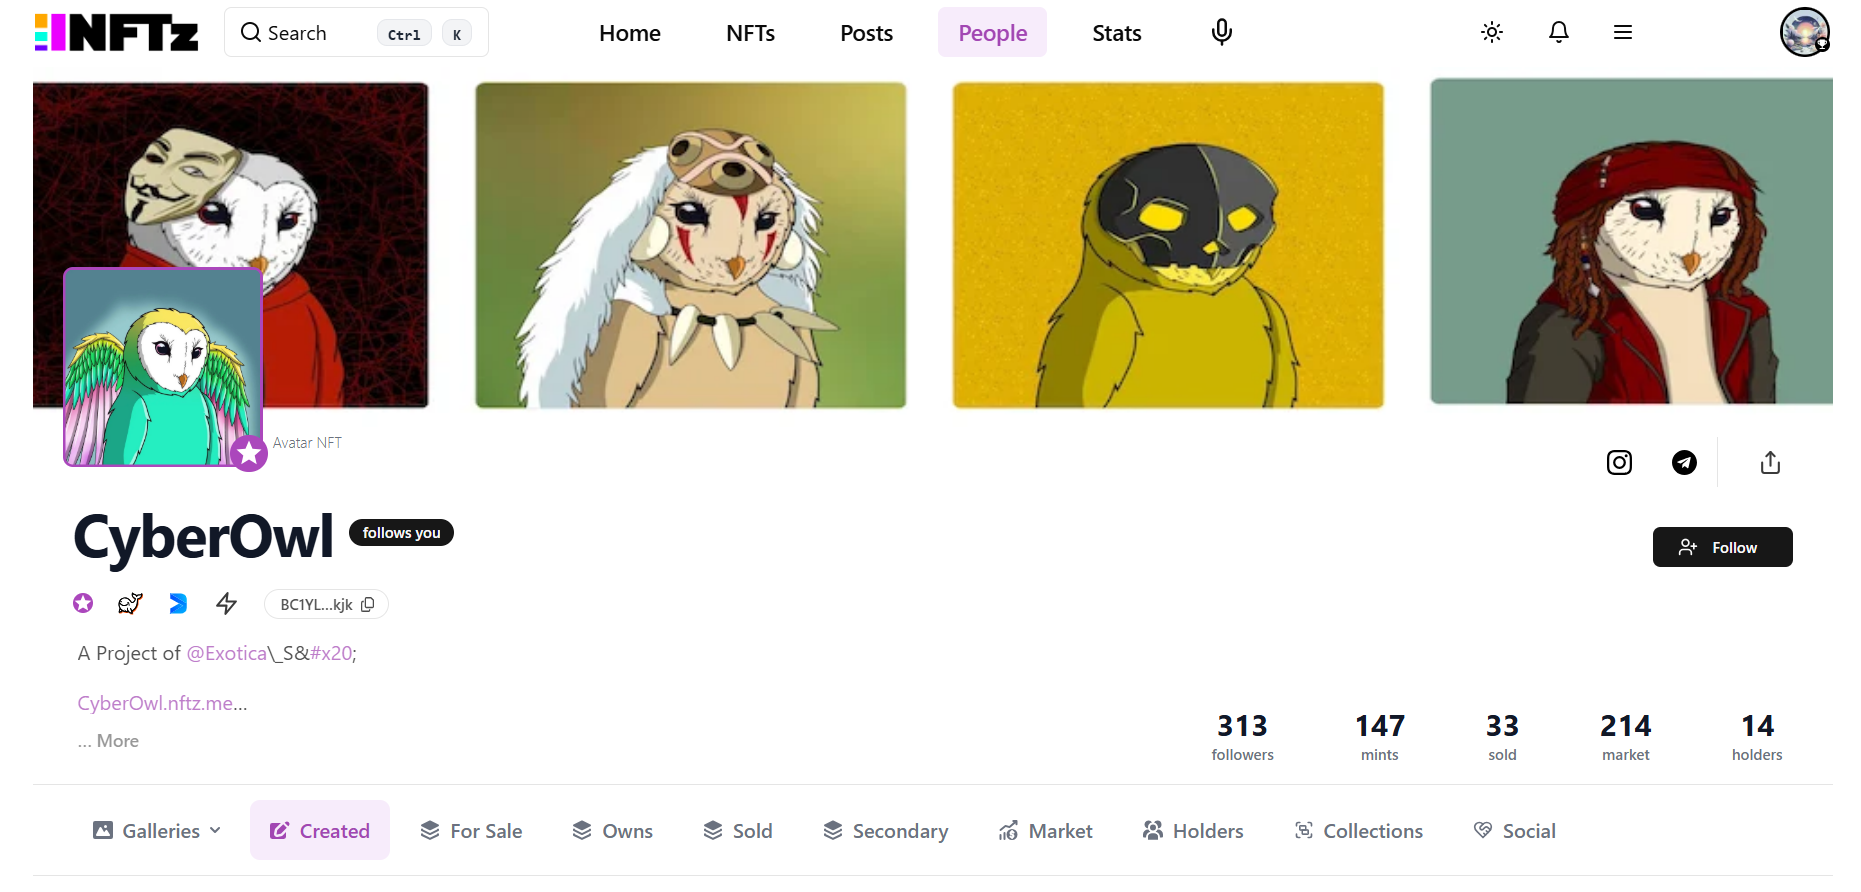 NFTz
Search Ctrl K
Home NFTs Posts People Stats
Avatar NFT
CyberOwl follows you
Follow
BC1YL...kjk
A Project of @Exotica\_S&#x20;
CyberOwl.nftz.me...
... More
313 147 33 214 14
followers mints sold market holders
Galleries Created For Sale Owns Sold Secondary Market Holders Collections Social